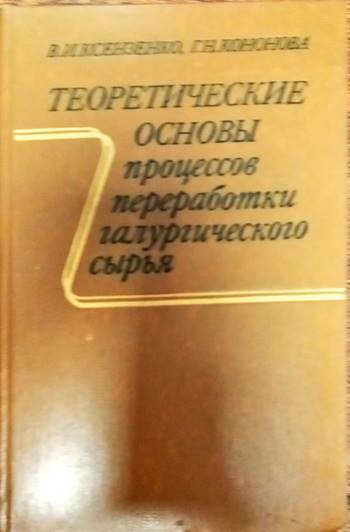 В.И.КСЕНЗЕНКО, Г.Н.КОНОНОВА
ТЕОРЕТИЧЕСКИЕ
ОСНОВЫ
процессов
переработки
галургического
сырья